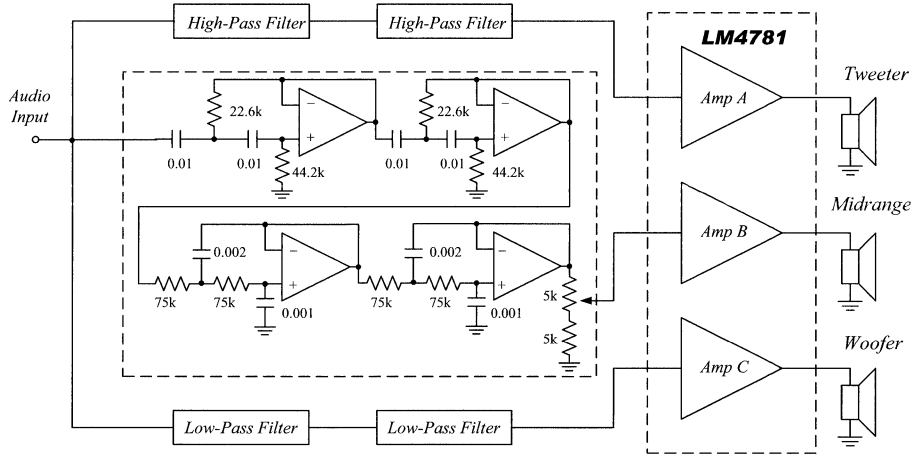 High-Pass Filter
High-Pass Filter
LM4781
Audio
Input
22.6k
22.6k
−
−
+
+
0.01
0.01
0.01
0.01
44.2k
44.2k
Amp A
Tweeter
0.002
0.002
−
−
+
+
75k
75k
75k
75k
0.001
0.001
5k
5k
Amp B
Midrange
Amp C
Woofer
Low-Pass Filter
Low-Pass Filter